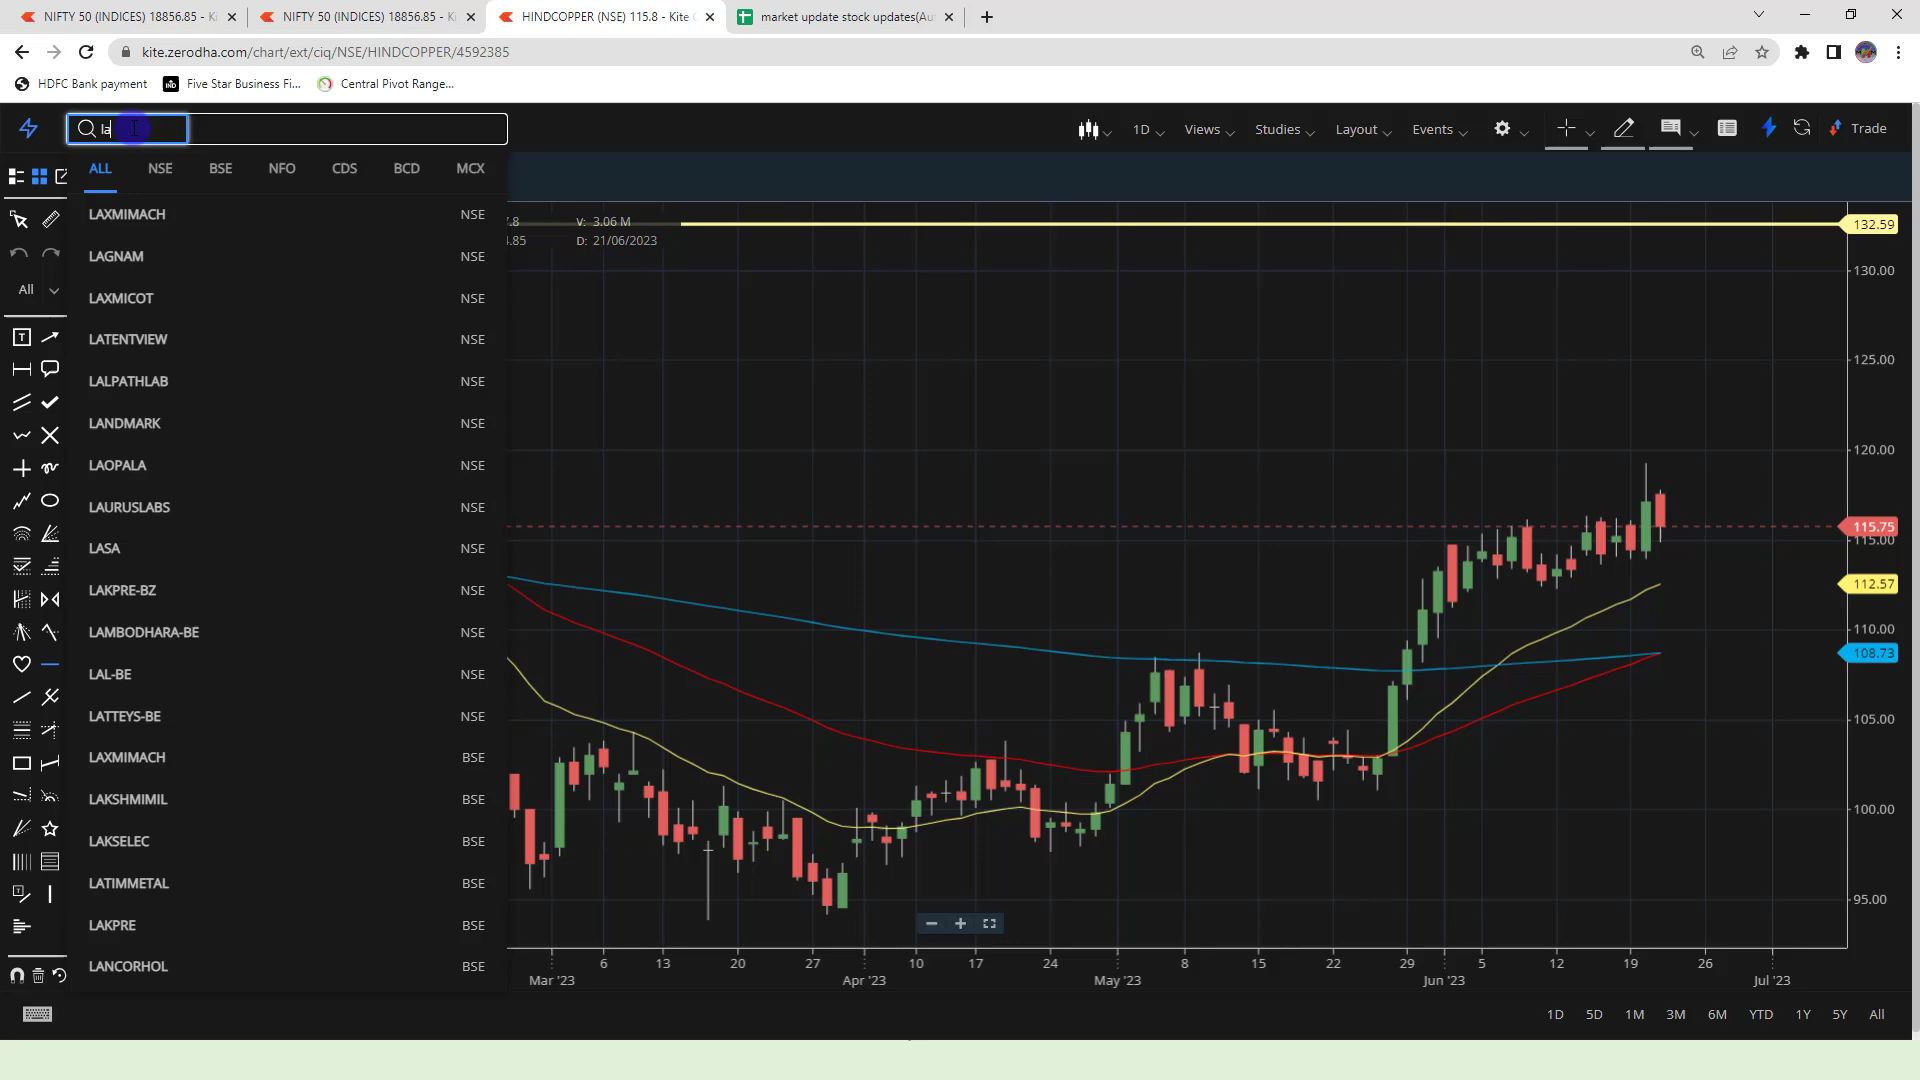 NIFTY 50 (INDICES) 18856.85 - Ki
NIFTY 50 (INDICES) 18856.85 - Ki
HINDCOPPER (NSE) 115.8 - Kite C
market update stock updates(Au
kite.zerodha.com/chart/ext/ciq/NSE/HINDCOPPER/4592385
HDFC Bank payment
Five Star Business Fi...
Central Pivot Range...
la
1D
Views
Studies
Layout
Events
Trade
ALL NSE BSE NFO CDS BCD MCX
LAXMIMACH NSE
LAGNAM NSE
LAXMICOT NSE
LATENTVIEW NSE
LALPATHLAB NSE
LANDMARK NSE
LAOPALA NSE
LAURUSLABS NSE
LASA NSE
LAKPRE-BZ NSE
LAMBODHARA-BE NSE
LAL-BE NSE
LATTEYS-BE NSE
LAXMIMACH BSE
LAKSHMIMIL BSE
LAKSELEC BSE
LATIMMETAL BSE
LAKPRE BSE
LANCORHOL BSE
All
7.8 V: 3.06 M
.85 D: 21/06/2023
132.59
130.00
125.00
120.00
115.75
115.00
112.57
110.00
108.73
105.00
100.00
95.00
6 13 20 27 10 17 24 8 15 22 29 5 12 19 26
Mar '23 Apr '23 May '23 Jun '23 Jul '23
1D 5D 1M 3M 6M YTD 1Y 5Y All